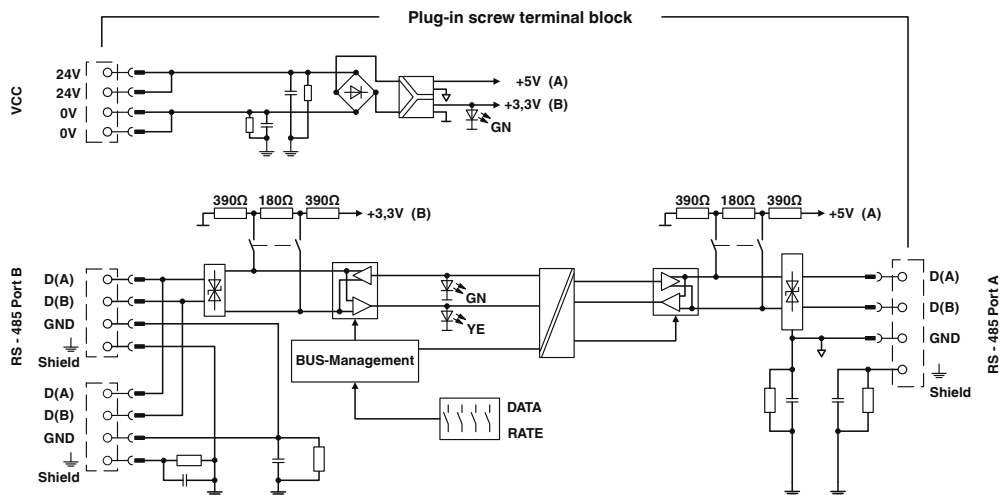 Plug-in screw terminal block
VCC
24V
24V
0V
0V
+5V (A)
+3,3V (B)
GN
390Ω 180Ω 390Ω
+3,3V (B)
390Ω 180Ω 390Ω
+5V (A)
RS - 485 Port B
D(A)
D(B)
GND
Shield
D(A)
D(B)
GND
Shield
GN
YE
BUS-Management
DATA
RATE
D(A)
D(B)
GND
Shield
RS - 485 Port A